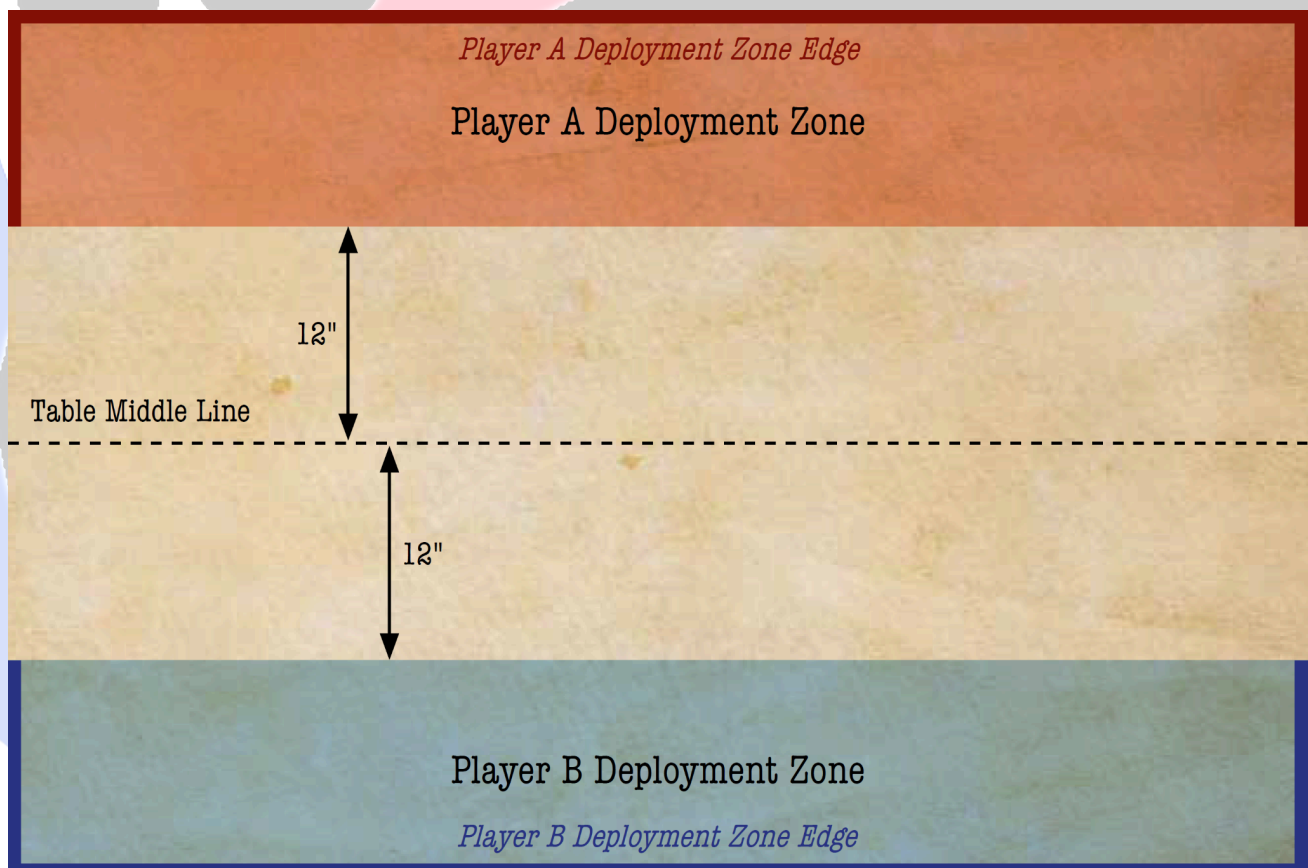 Player A Deployment Zone Edge
Player A Deployment Zone
12"
Table Middle Line
12"
Player B Deployment Zone
Player B Deployment Zone Edge